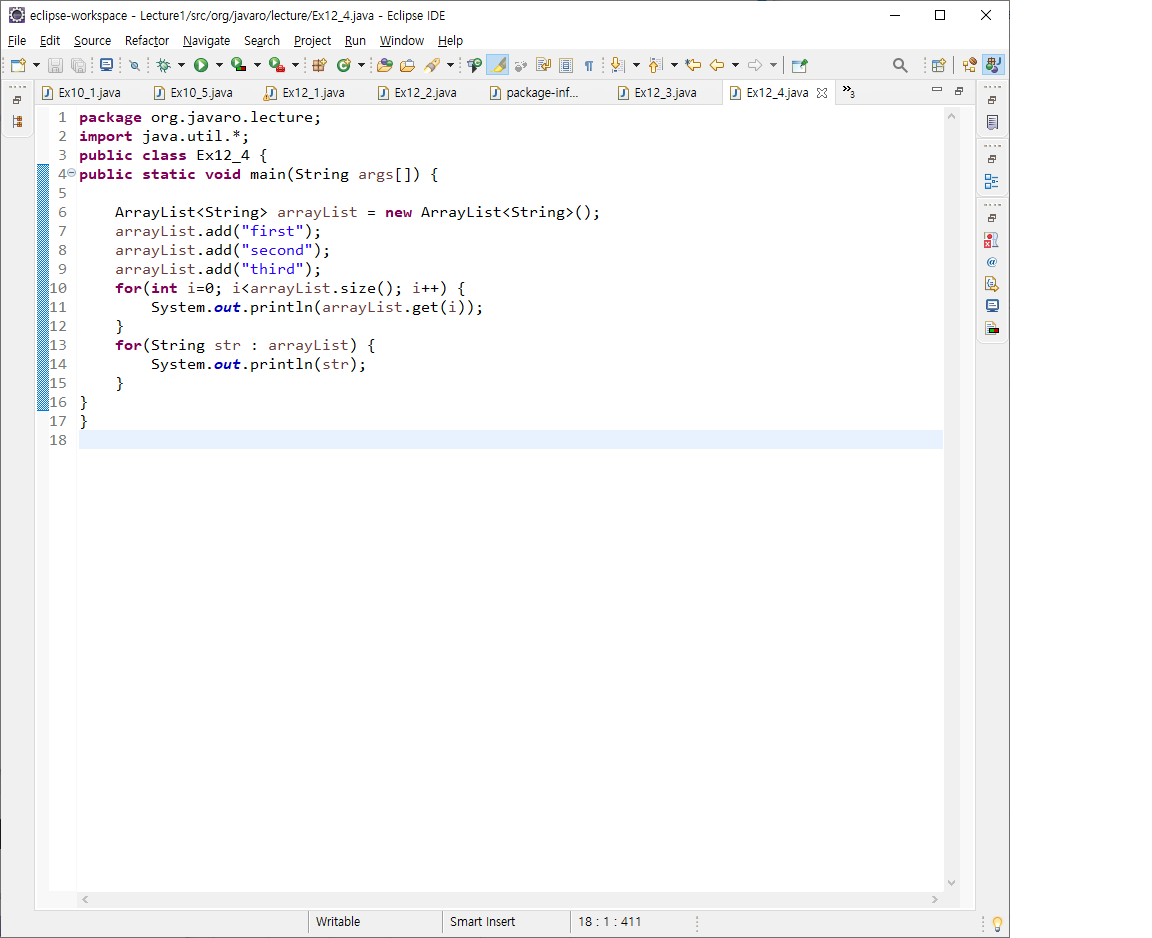 eclipse-workspace - Lecture1/src/org/javaro/lecture/Ex12_4.java - Eclipse IDE
File Edit Source Refactor Navigate Search Project Run Window Help
Ex10_1.java Ex10_5.java Ex12_1.java Ex12_2.java package-inf... Ex12_3.java Ex12_4.java »3
1 package org.javaro.lecture;
2 import java.util.*;
3 public class Ex12_4 {
4 public static void main(String args[]) {
5
6     ArrayList<String> arrayList = new ArrayList<String>();
7     arrayList.add("first");
8     arrayList.add("second");
9     arrayList.add("third");
10     for(int i=0; i<arrayList.size(); i++) {
11         System.out.println(arrayList.get(i));
12     }
13     for(String str : arrayList) {
14         System.out.println(str);
15     }
16 }
17 }
18
Writable Smart Insert 18 : 1 : 411